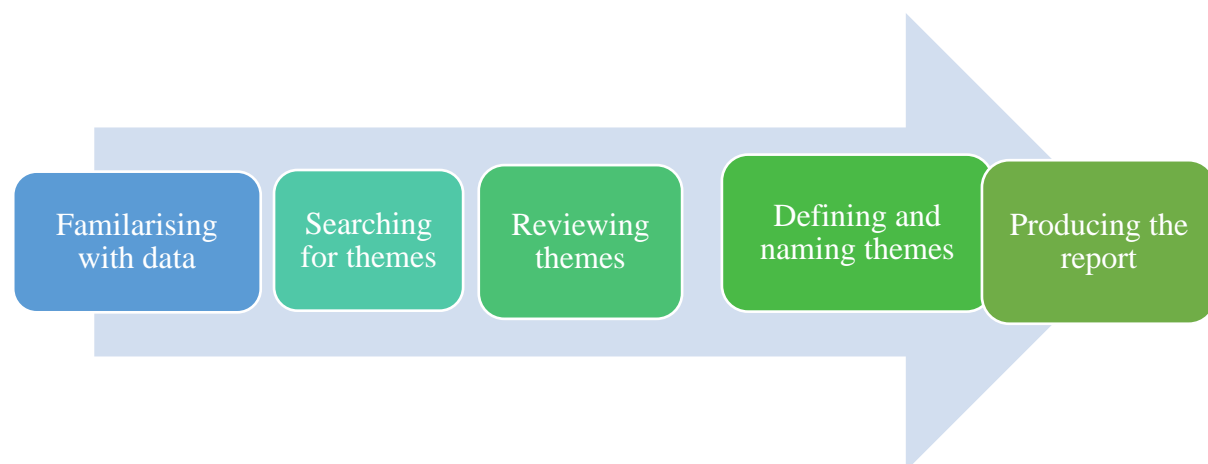 Familarising
with data
Searching
for themes
Reviewing
themes
Defining and
naming themes
Producing the
report